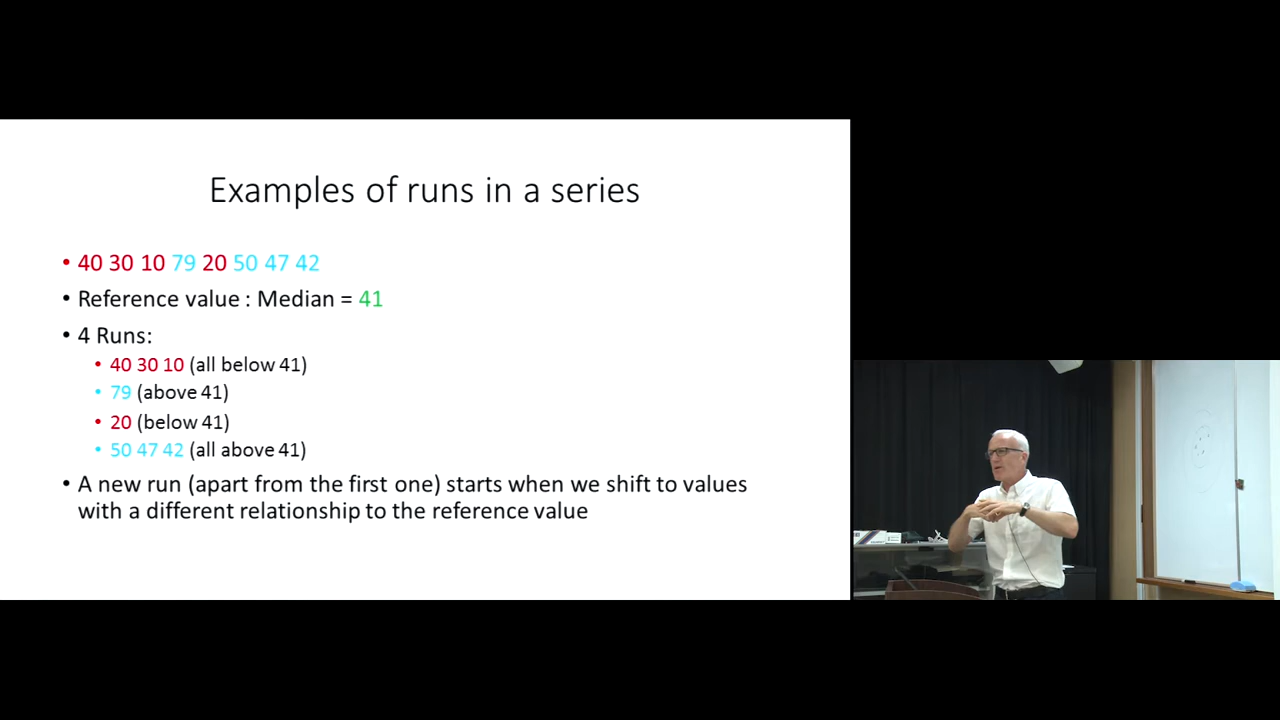 Examples of runs in a series
• 40 30 10 79 20 50 47 42
• Reference value : Median = 41
• 4 Runs:
• 40 30 10 (all below 41)
• 79 (above 41)
• 20 (below 41)
• 50 47 42 (all above 41)
• A new run (apart from the first one) starts when we shift to values
with a different relationship to the reference value